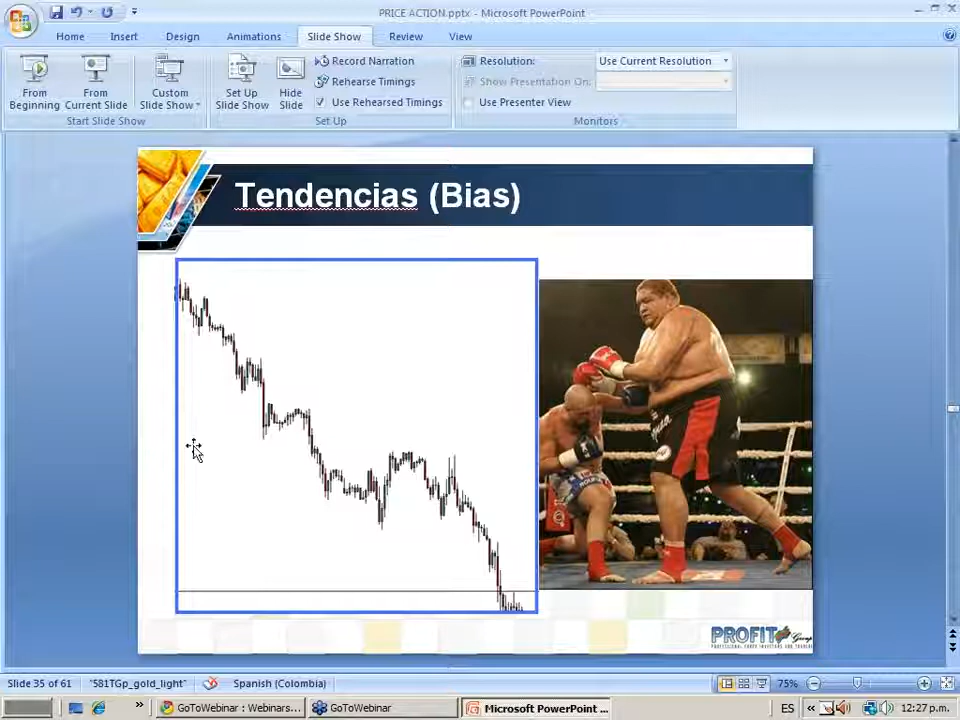 PRICE ACTION.pptx - Microsoft PowerPoint
Home Insert Design Animations Slide Show Review View
From Beginning
From Current Slide
Custom Slide Show
Start Slide Show
Set Up Slide Show
Hide Slide
Record Narration
Rehearse Timings
Use Rehearsed Timings
Set Up
Resolution: Use Current Resolution
Show Presentation On:
Use Presenter View
Monitors
Tendencias (Bias)
PROFIT Group
Slide 35 of 61 "581TGp_gold_light" Spanish (Colombia) 75%
GoToWebinar : Webinars... GoToWebinar Microsoft PowerPoint ... ES « 12:27 p.m.